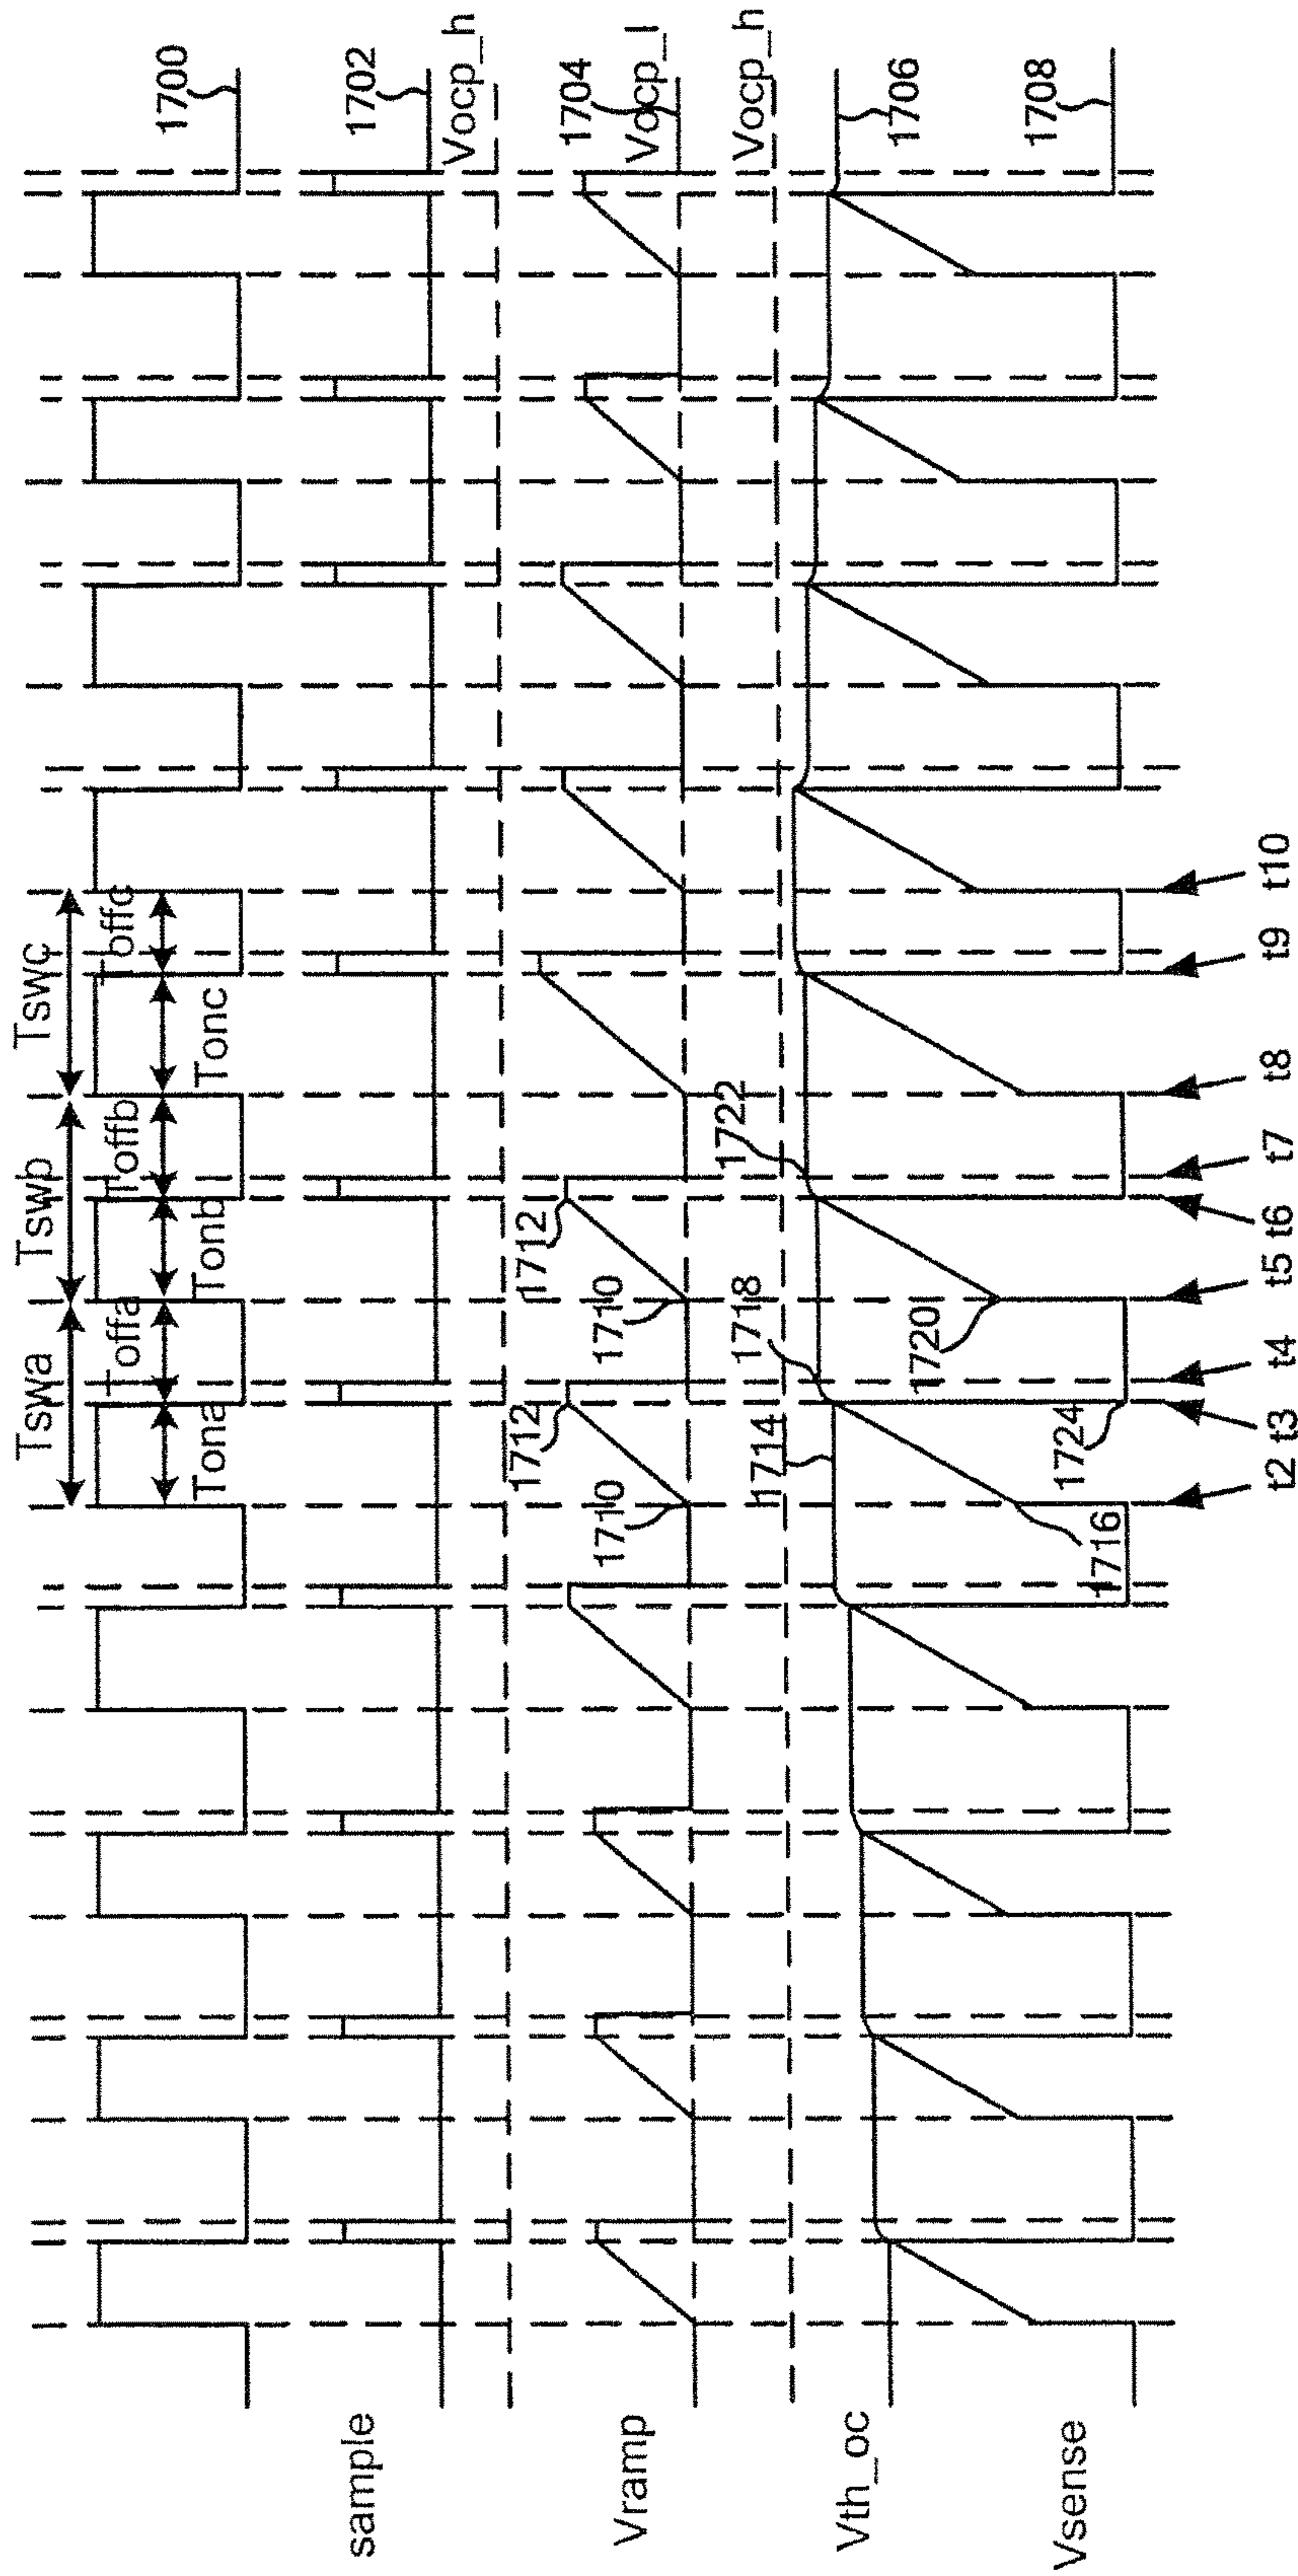 Tswa
Tswb
Tswc
Tona
Toffa
Tonb
Toffb
Tonc
Toffc
1700
sample
1702
Vocp_h
Vramp
1710
1712
1710
1712
1704
Vocp_l
Vocp_h
Vth_oc
1714
1718
1722
1706
Vsense
1716
1724
1720
1708
t2
t3
t4
t5
t6
t7
t8
t9
t10